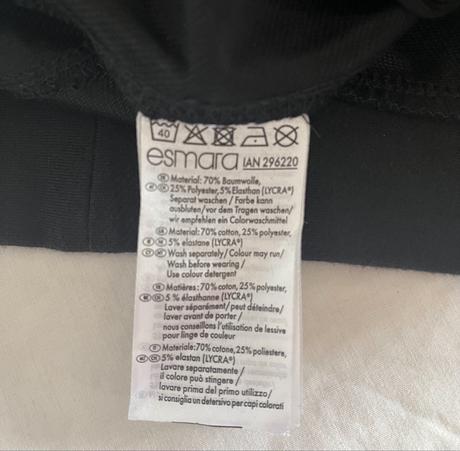 40
esmara IAN 296220
Material: 70% Baumwolle,
25% Polyester, 5% Elasthan (LYCRA®)
Separat waschen / Farbe kann
ausbluten/vor dem Tragen waschen/
wir empfehlen ein Colorwaschmittel
Material: 70% cotton, 25% polyester,
5% elastane (LYCRA®)
Wash separately/ Colour may run/
Wash before wearing/
Use colour detergent
Matières: 70% coton, 25% polyester,
5 % élasthanne (LYCRA®)
Laver séparément/ peut déteindre/
laver avant de porter/
nous conseillons l'utilisation de lessive
pour linge de couleur
Materiale: 70% cotone, 25% poliestere,
5% elastan (LYCRA®)
Lavare separatamente/
il colore può stingere/
lavare prima del primo utilizzo/
si consiglia un detersivo per capi colorati